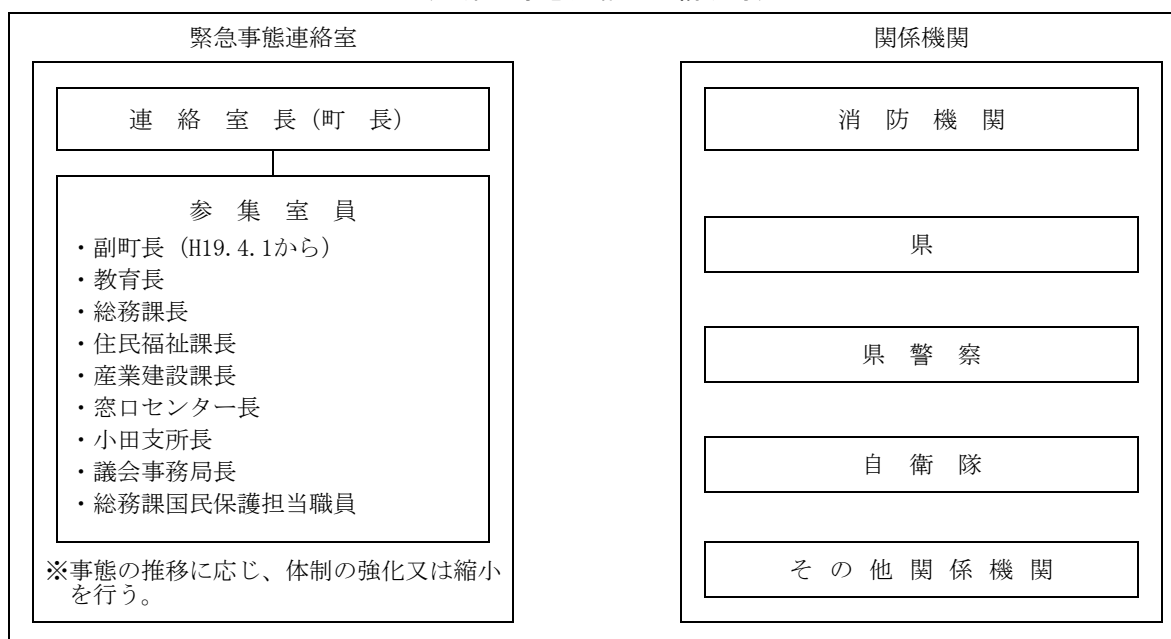 緊急事態連絡室
連絡室長(町長)
参集室員
・副町長(H19.4.1から)
・教育長
・総務課長
・住民福祉課長
・産業建設課長
・窓口センター長
・小田支所長
・議会事務局長
・総務課国民保護担当職員
※事態の推移に応じ、体制の強化又は縮小
を行う。
関係機関
消防機関
県
県警察
自衛隊
その他関係機関